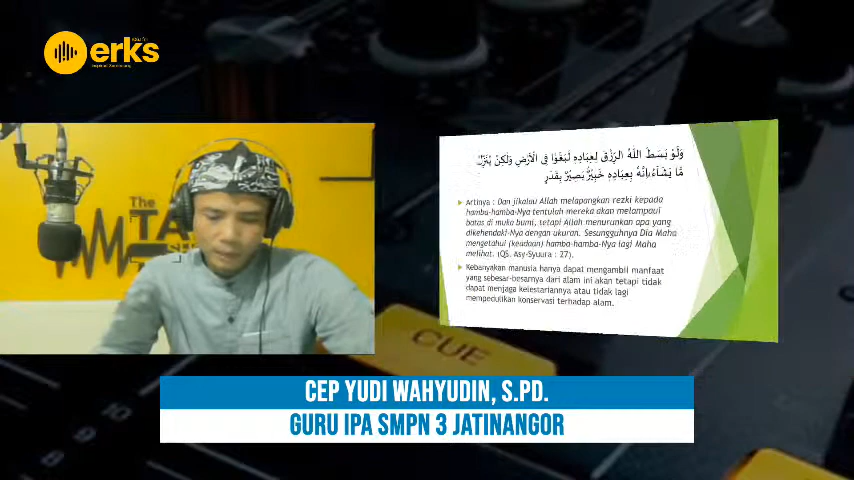 erks
The
TA
وَلَوْ بَسَطَ اللّٰهُ الرِّزْقَ لِعِبَادِهٖ لَبَغَوْا فِى الْاَرْضِ وَلٰكِنْ يُنَزِّلُ
مَّا يَشَاۤءُ ۗاِنَّهٗ بِعِبَادِهٖ خَبِيْرٌۢ بَصِيْرٌ بِقَدَرٍ
Artinya : Dan jikalau Allah melapangkan rezki kepada
hamba-hamba-Nya tentulah mereka akan melampaui
batas di muka bumi, tetapi Allah menurunkan apa yang
dikehendaki-Nya dengan ukuran. Sesungguhnya Dia Maha
mengetahui (keadaan) hamba-hamba-Nya lagi Maha
melihat. (QS. Asy-Syuura : 27).
Kebanyakan manusia hanya dapat mengambil manfaat
yang sebesar-besarnya dari alam ini akan tetapi tidak
dapat menjaga kelestariannya atau tidak lagi
mempedulikan konservasi terhadap alam.
CUE
10
CEP YUDI WAHYUDIN, S.PD.
GURU IPA SMPN 3 JATINANGOR